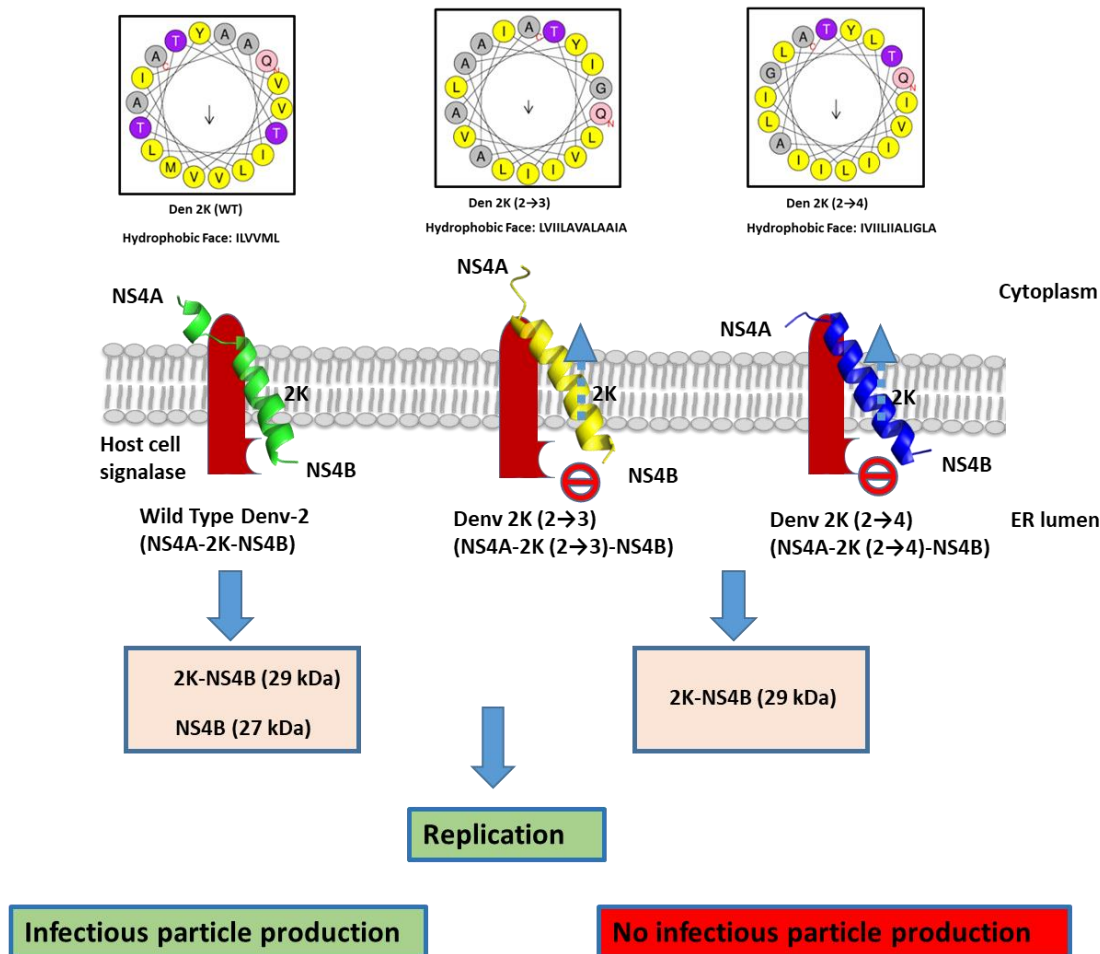 T Y A A Q N V V T I L V V M L T A I A C
A C T Y I G Q N L V I I L A V A L A A I
A C T Y L T Q N I V I I L I I A L I G L
Den 2K (WT)
Hydrophobic Face: ILVVML
Den 2K (2→3)
Hydrophobic Face: LVIILAVALAAIA
Den 2K (2→4)
Hydrophobic Face: IVIILIIALIGLA
NS4A
NS4A
NS4A
Cytoplasm
2K
2K
2K
Host cell
signalase
NS4B
NS4B
NS4B
ER lumen
Wild Type Denv-2
(NS4A-2K-NS4B)
Denv 2K (2→3)
(NS4A-2K (2→3)-NS4B)
Denv 2K (2→4)
(NS4A-2K (2→4)-NS4B)
2K-NS4B (29 kDa)
NS4B (27 kDa)
2K-NS4B (29 kDa)
Replication
Infectious particle production
No infectious particle production